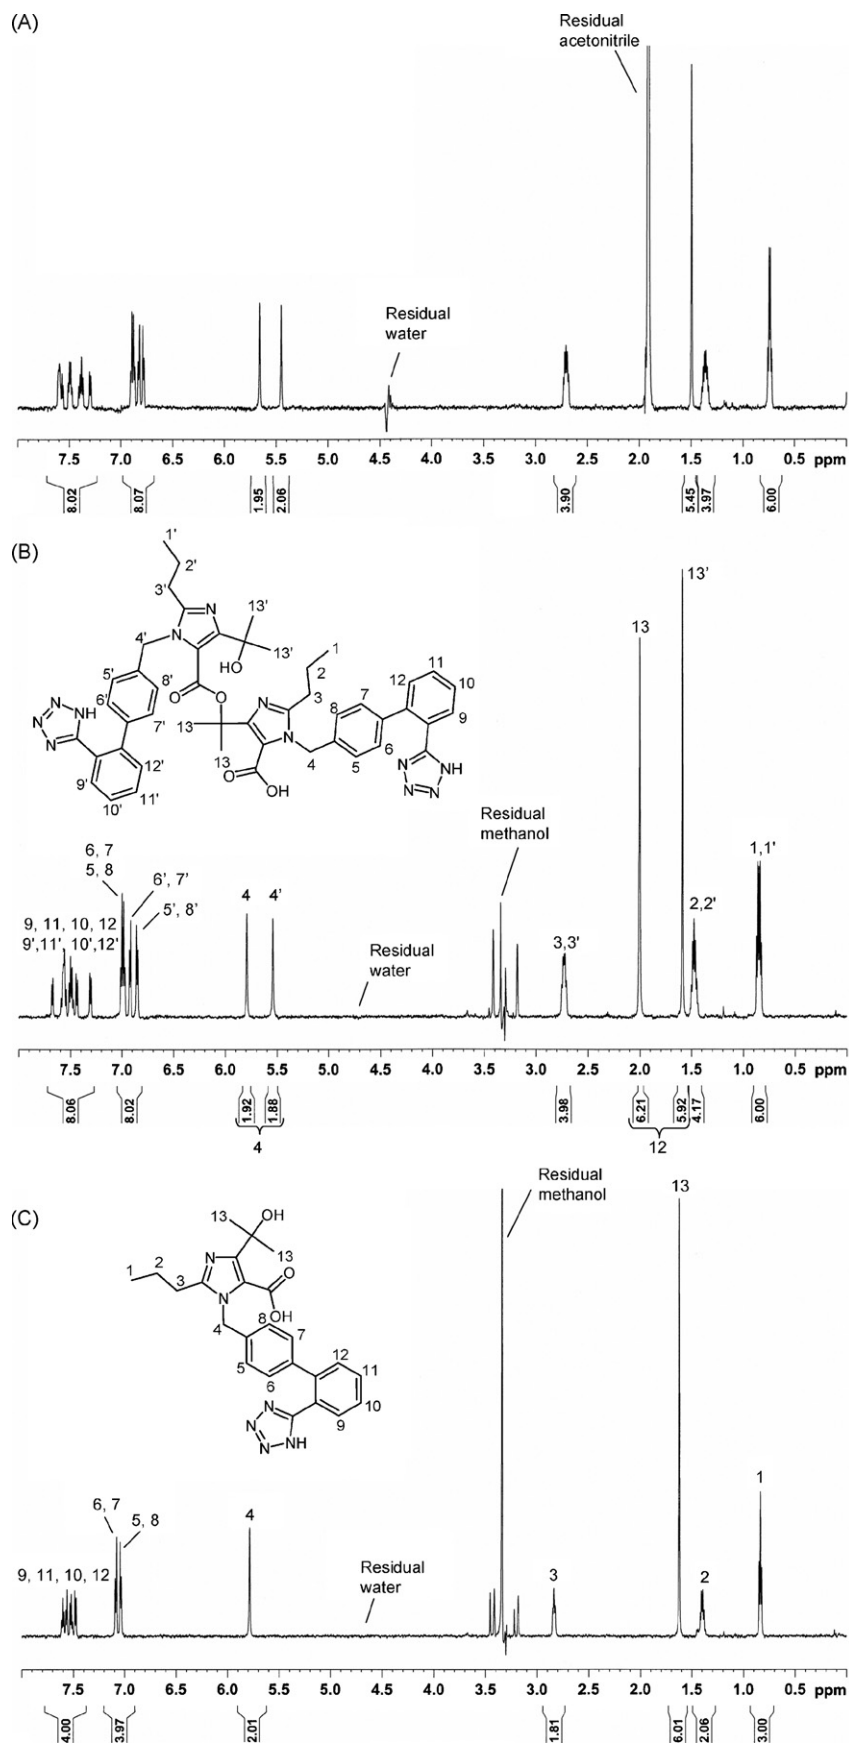 (A)
Residual
acetonitrile
Residual
water
7.5 7.0 6.5 6.0 5.5 5.0 4.5 4.0 3.5 3.0 2.5 2.0 1.5 1.0 0.5 ppm
8.02 8.07 1.95 2.06 3.90 5.45 3.97 6.00
(B)
1'
2'
3'
13'
4'
N N
13'
HO
1
2
3
5'
8'
6'
7'
O
O
N
N
13
13
O
OH
4
8
7
5
6
12
11
10
9
N
N
N
NH
12'
9'
10'
11'
N
N
N
NH
13'
13
Residual
methanol
6, 7
5, 8
6', 7'
5', 8'
9, 11, 10, 12
9',11', 10',12'
4
4'
Residual
water
3,3'
2,2'
1,1'
7.5 7.0 6.5 6.0 5.5 5.0 4.5 4.0 3.5 3.0 2.5 2.0 1.5 1.0 0.5 ppm
8.06 8.02 1.92 1.88 3.98 6.21 5.92 4.17 6.00
4 12
(C)
Residual
methanol
13
13
OH
13
1
2
3
N
N
O
OH
4
8
7
5
6
12
11
10
9
N
N
N
NH
6, 7
5, 8
9, 11, 10, 12
4
Residual
water
3
2
1
7.5 7.0 6.5 6.0 5.5 5.0 4.5 4.0 3.5 3.0 2.5 2.0 1.5 1.0 0.5 ppm
4.00 3.97 2.01 1.81 6.01 2.06 3.00